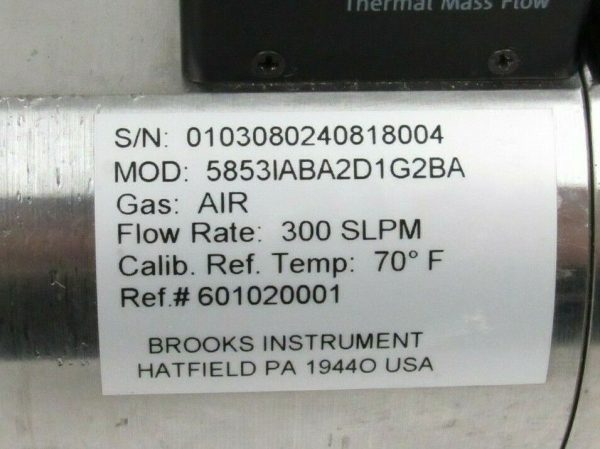 Thermal Mass Flow
S/N: 0103080240818004
MOD: 5853IABA2D1G2BA
Gas: AIR
Flow Rate: 300 SLPM
Calib. Ref. Temp: 70° F
Ref.# 601020001
BROOKS INSTRUMENT
HATFIELD PA 19440 USA